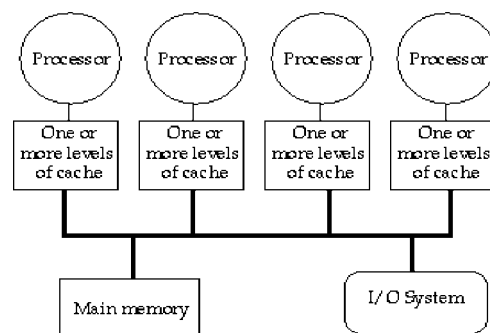 Processor Processor Processor Processor
One or One or One or One or
more levels more levels more levels more levels
of cache of cache of cache of cache
Main memory
I/O System